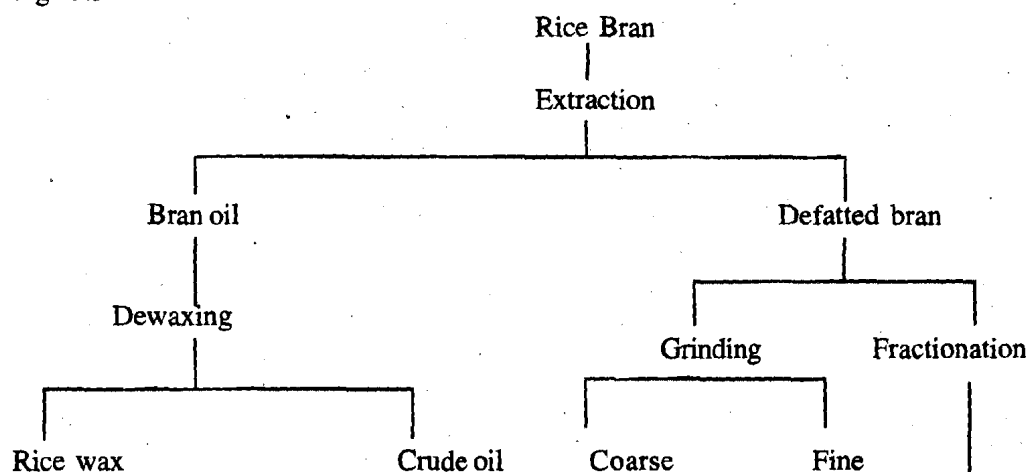 Rice Bran
Extraction
Bran oil Defatted bran
Dewaxing
Grinding Fractionation
Rice wax Crude oil Coarse Fine